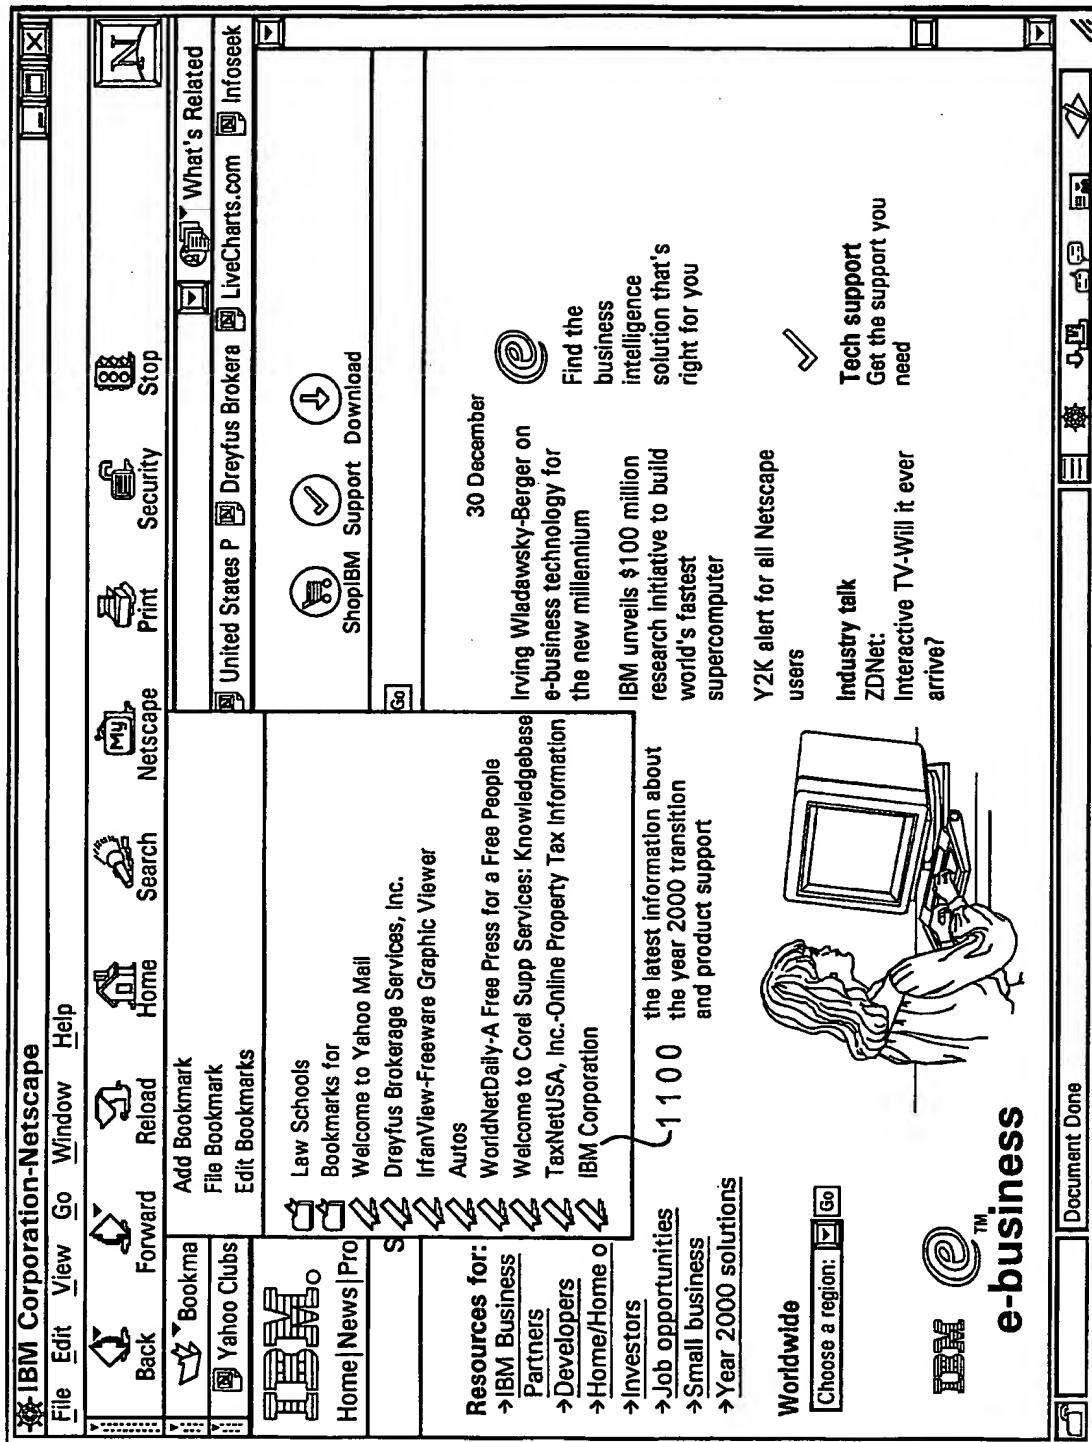 IBM Corporation-Netscape
File Edit View Go Window Help
Back Forward Reload Home Search Netscape Print Security Stop
My
N
Bookma
Add Bookmark
File Bookmark
Edit Bookmarks
What's Related
Yahoo Clubs
United States P Dreyfus Brokera LiveCharts.com Infoseek
Law Schools
Bookmarks for
Welcome to Yahoo Mail
Dreyfus Brokerage Services, Inc.
IrfanView-Freeware Graphic Viewer
Autos
WorldNetDaily-A Free Press for a Free People
Welcome to Corel Supp Services: Knowledgebase
TaxNetUSA, Inc.-Online Property Tax Information
IBM Corporation
1100
IBM
Home|News|Pro
S
Go
ShopIBM Support Download
Resources for:
→IBM Business
Partners
→Developers
→Home/Home o
→Investors
→Job opportunities
→Small business
→Year 2000 solutions
Worldwide
Choose a region: Go
the latest information about
the year 2000 transition
and product support
30 December
Irving Wladawsky-Berger on
e-business technology for
the new millennium
IBM unveils $100 million
research initiative to build
world's fastest
supercomputer
Y2K alert for all Netscape
users
Industry talk
ZDNet:
Interactive TV-Will it ever
arrive?
Find the
business
intelligence
solution that's
right for you
Tech support
Get the support you
need
IBM e TM
e-business
Document Done